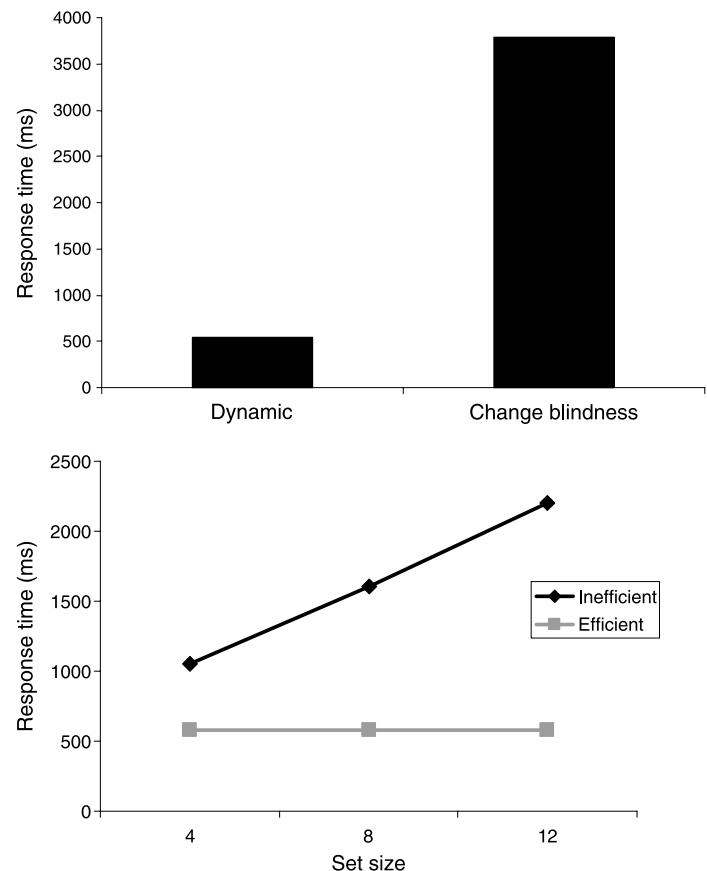 4000
3500
3000
2500
2000
1500
1000
500
0
Response time (ms)
Dynamic Change blindness
2500
2000
1500
1000
500
0
Response time (ms)
Inefficient
Efficient
4 8 12
Set size